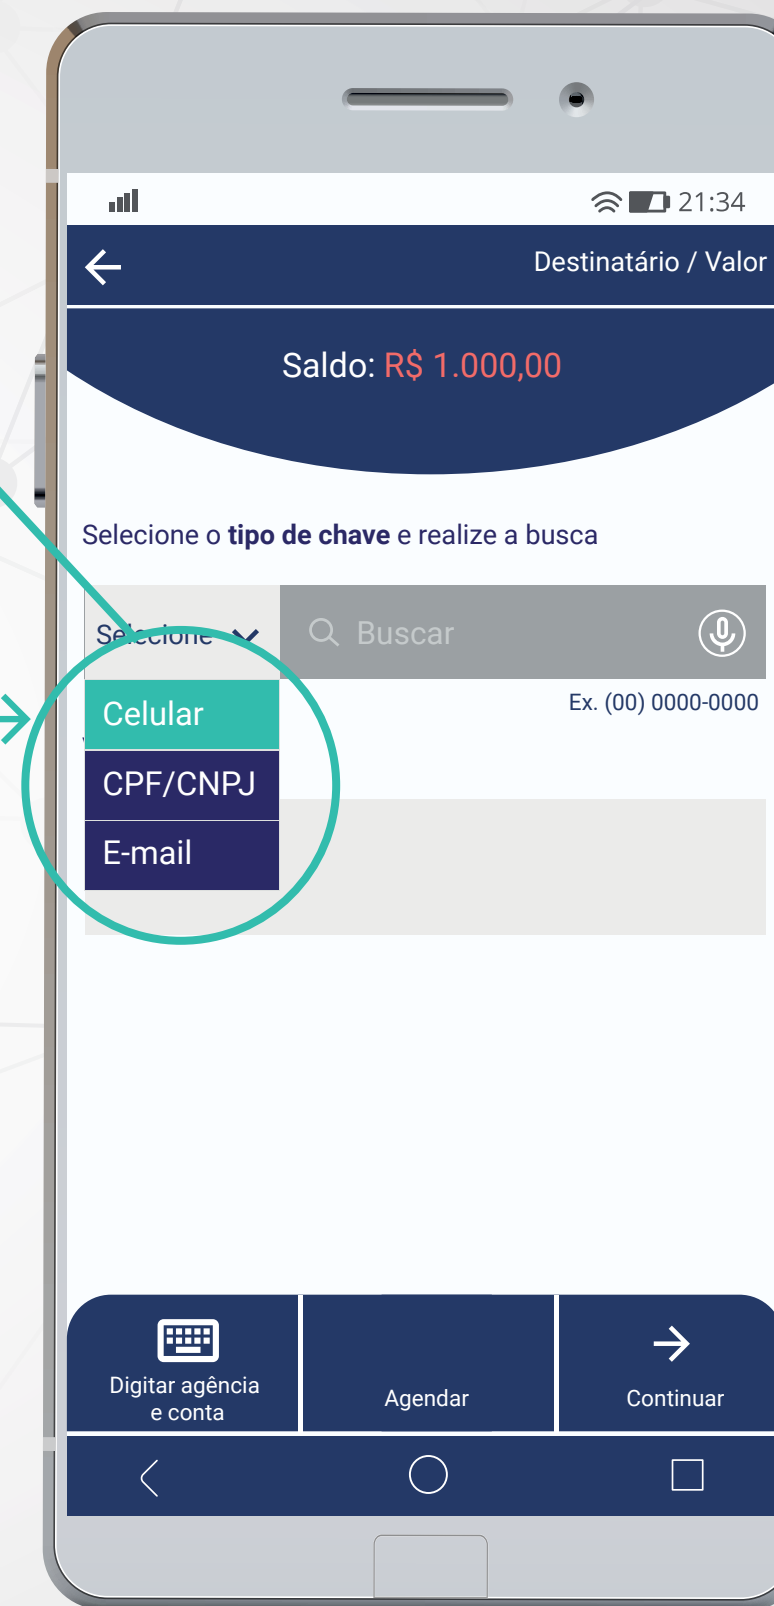 21:34
Destinatário / Valor
Saldo: R$ 1.000,00
Selecione o tipo de chave e realize a busca
Selecione
Buscar
Ex. (00) 0000-0000
Celular
CPF/CNPJ
E-mail
Digitar agência
e conta
Agendar
Continuar